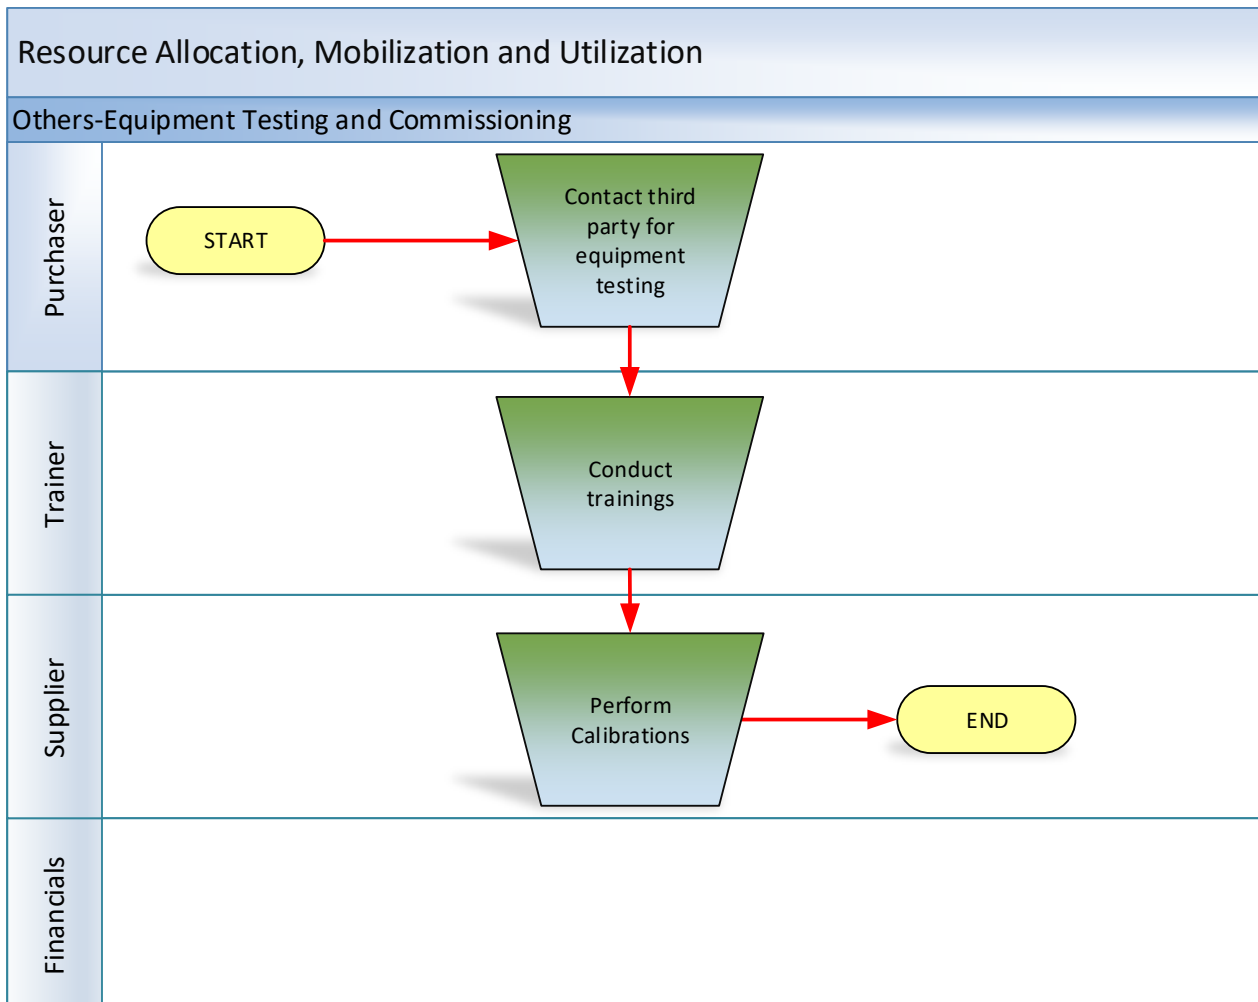 Resource Allocation, Mobilization and Utilization
Others-Equipment Testing and Commissioning
Purchaser
START
Contact third
party for
equipment
testing
Trainer
Conduct
trainings
Supplier
Perform
Calibrations
END
Financials